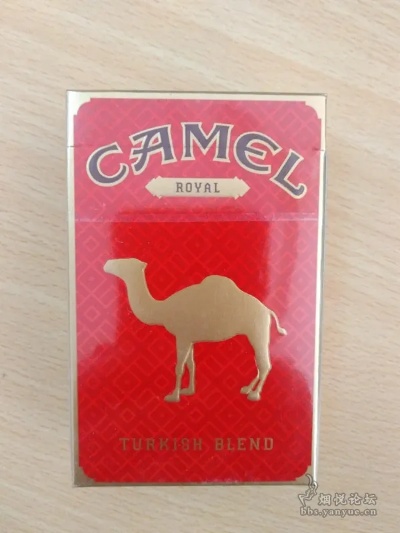 CAMEL
ROYAL
TURKISH BLEND
烟悦论坛
bbs.yanyue.cn